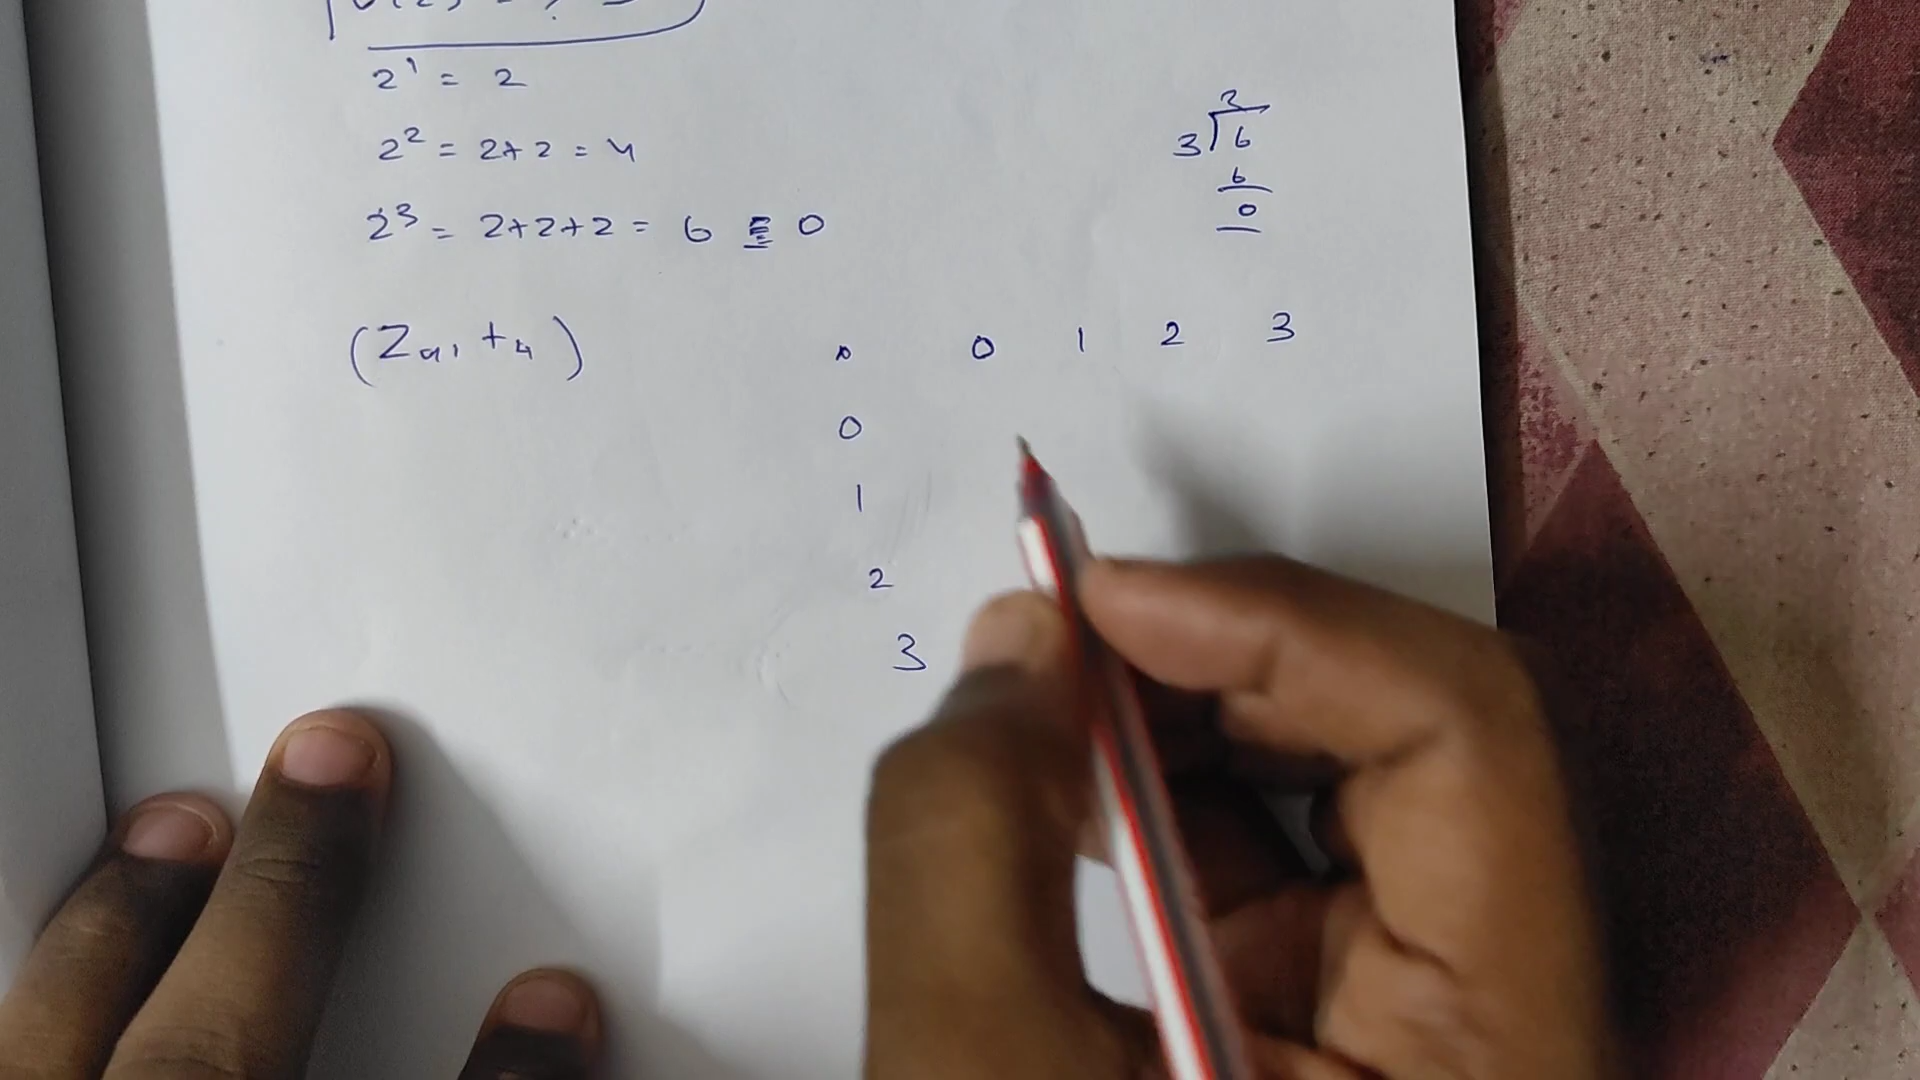 2¹ = 2
2² = 2+2 = 4
2³ = 2+2+2 = 6 ≡ 0
2
3) 6
6
0
(Z₄, +₄)
0 1 2 3
0
1
2
3